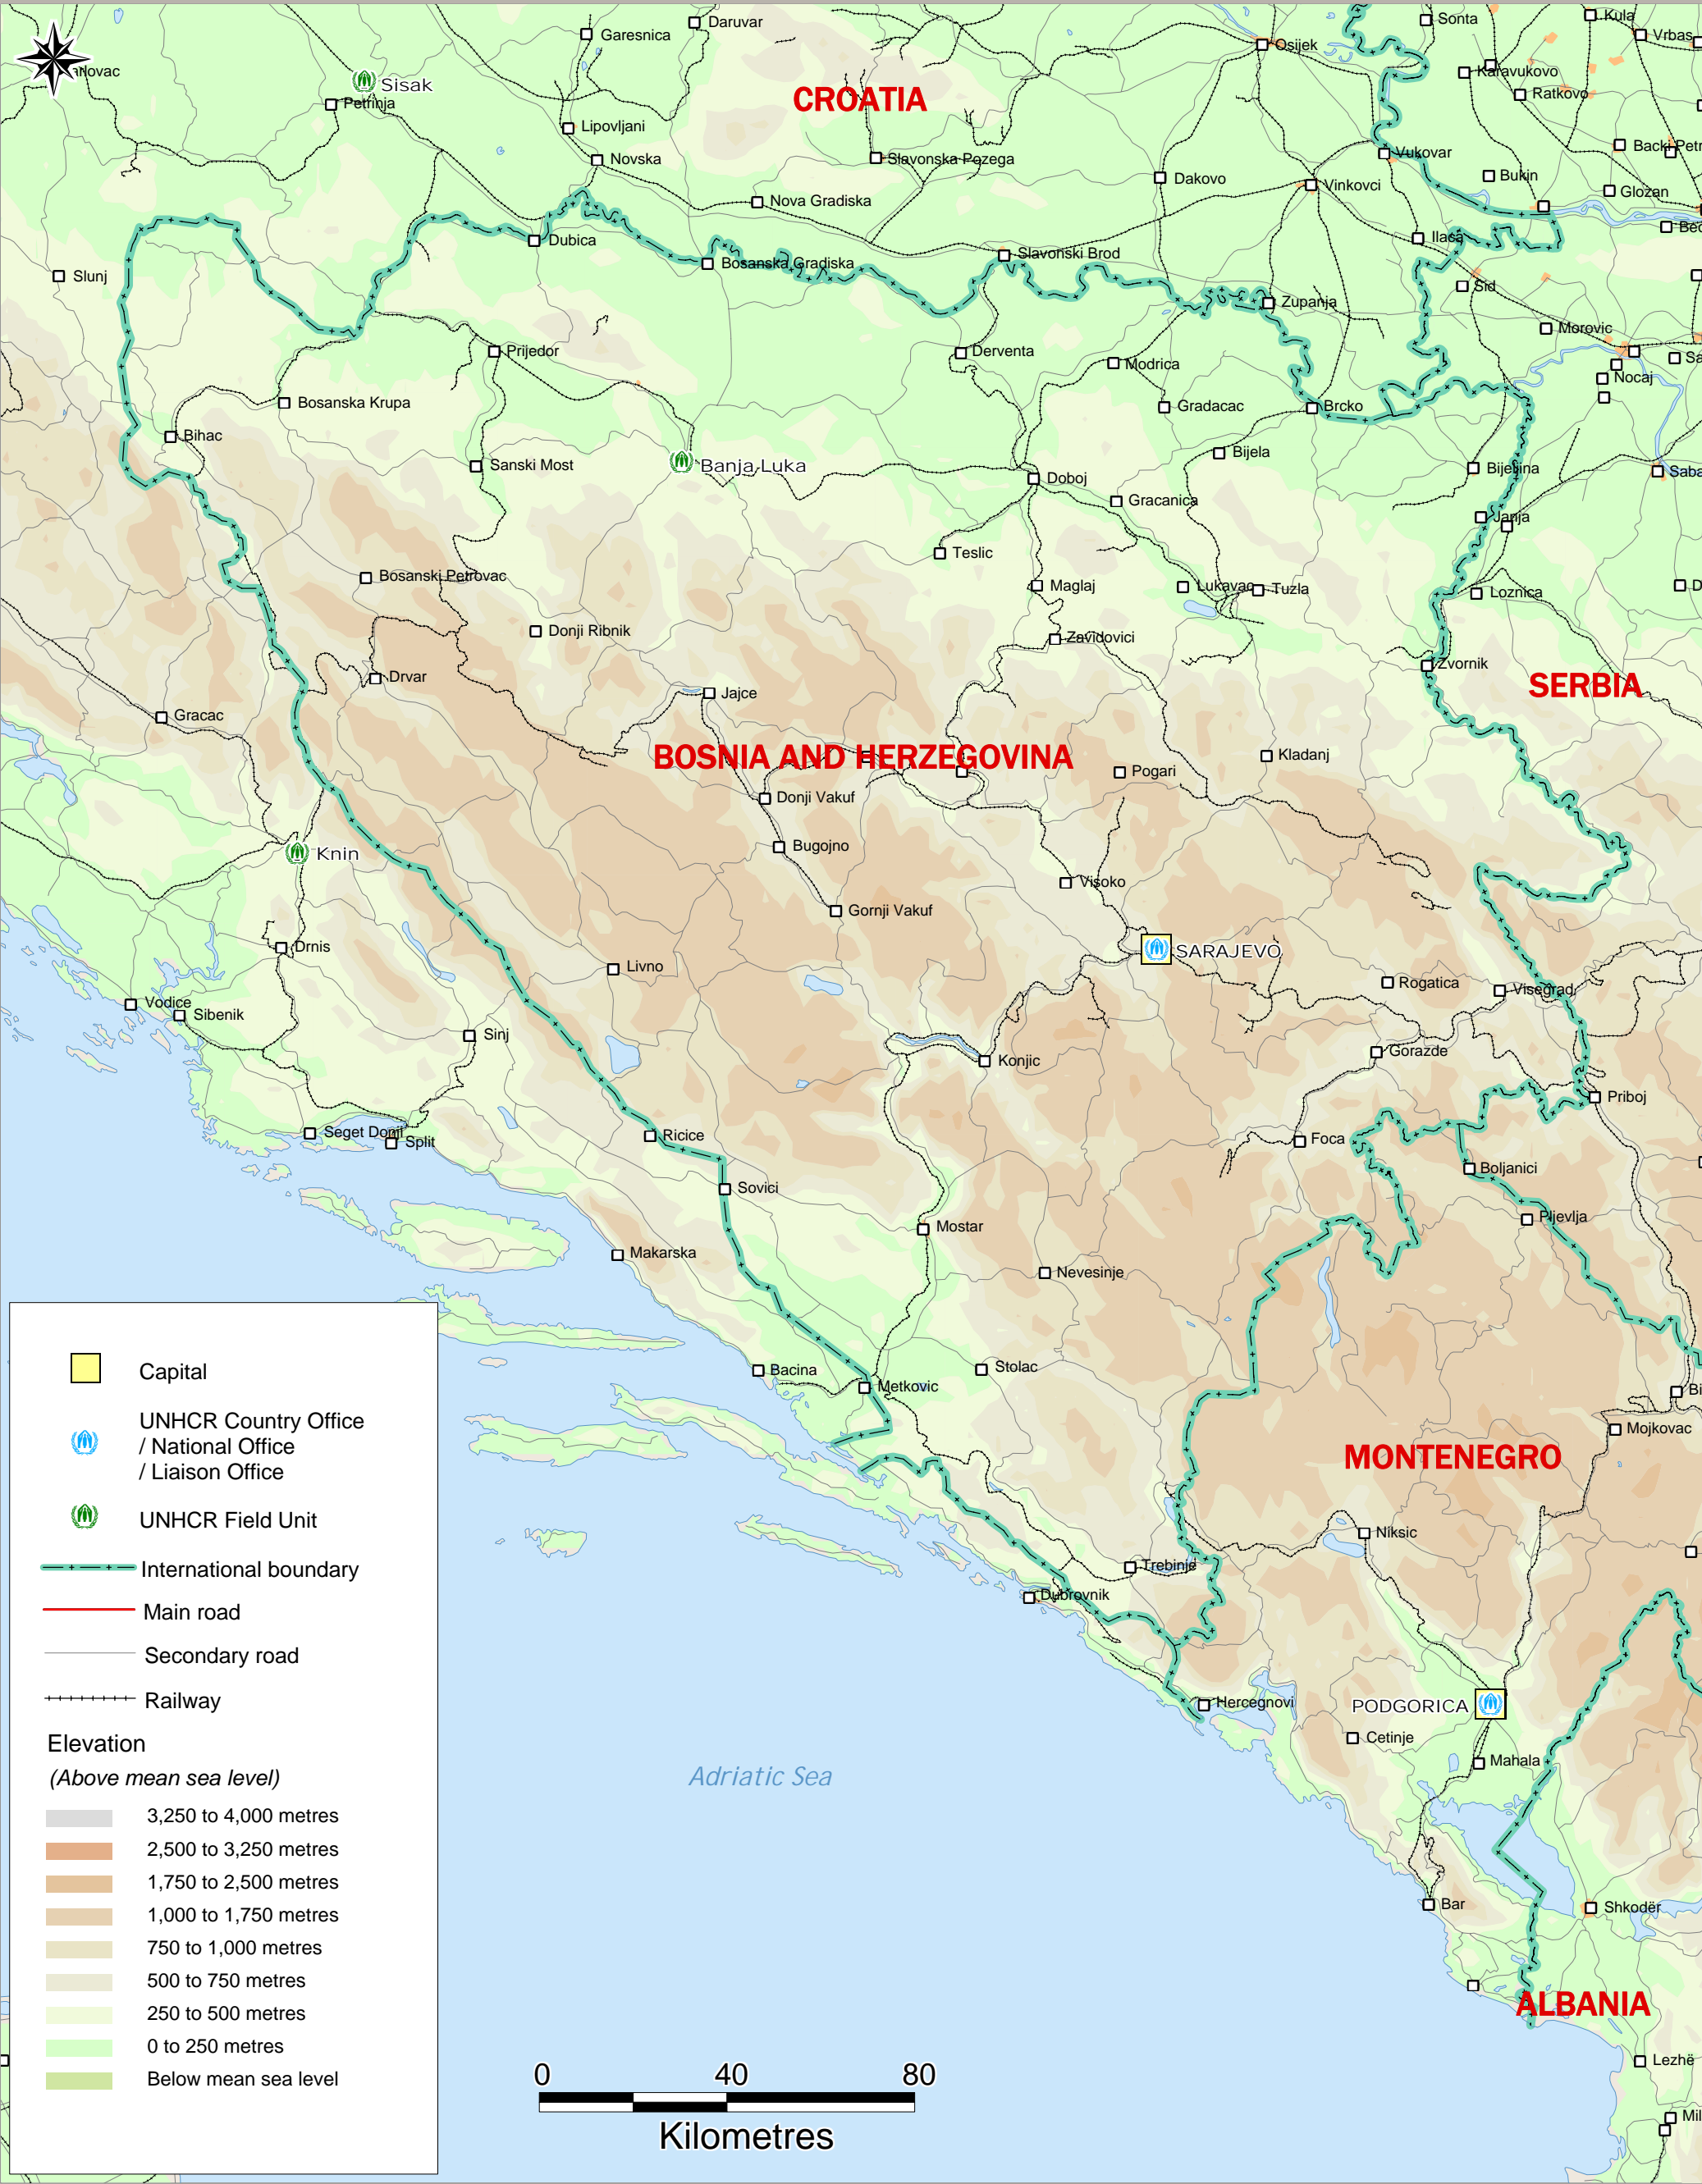 Sonta
Kula
Daruvar
Garesnica
Vrbas
Osijek
Karavukovo
Sisak
Ratkovo
Petrinja
CROATIA
Lipovljani
Backi Petr
Vukovar
Novska
Slavonska Pozega
Bukin
Dakovo
Vinkovci
Glozan
Nova Gradiska
Ilaca
Dubica
Slavonski Brod
Bosanska Gradiska
Slunj
Sid
Zupanja
Morovic
Prijedor
Derventa
Modrica
Nocaj
Bosanska Krupa
Gradacac
Brcko
Bihac
Bijela
Sanski Most
Banja Luka
Bijeljina
Doboj
Gracanica
Janja
Teslic
Bosanski Petrovac
Maglaj
Lukavac
Tuzla
Loznica
Donji Ribnik
Zavidovici
Zvornik
Drvar
SERBIA
Jajce
Gracac
BOSNIA AND HERZEGOVINA
Kladanj
Pogari
Donji Vakuf
Bugojno
Knin
Visoko
Gornji Vakuf
Drnis
SARAJEVO
Livno
Rogatica
Visegrad
Vodice
Sibenik
Sinj
Gorazde
Konjic
Priboj
Seget Donji
Split
Ricice
Foca
Boljanici
Sovici
Pljevlja
Mostar
Makarska
Nevesinje
Stolac
Bacina
Metkovic
Mojkovac
MONTENEGRO
Niksic
Trebinje
Dubrovnik
Hercegnovi
PODGORICA
Cetinje
Mahala
Adriatic Sea
Bar
Shkodër
ALBANIA
Lezhë
Capital
UNHCR Country Office
/ National Office
/ Liaison Office
UNHCR Field Unit
International boundary
Main road
Secondary road
Railway
Elevation
(Above mean sea level)
3,250 to 4,000 metres
2,500 to 3,250 metres
1,750 to 2,500 metres
1,000 to 1,750 metres
750 to 1,000 metres
500 to 750 metres
250 to 500 metres
0 to 250 metres
Below mean sea level
0 40 80
Kilometres